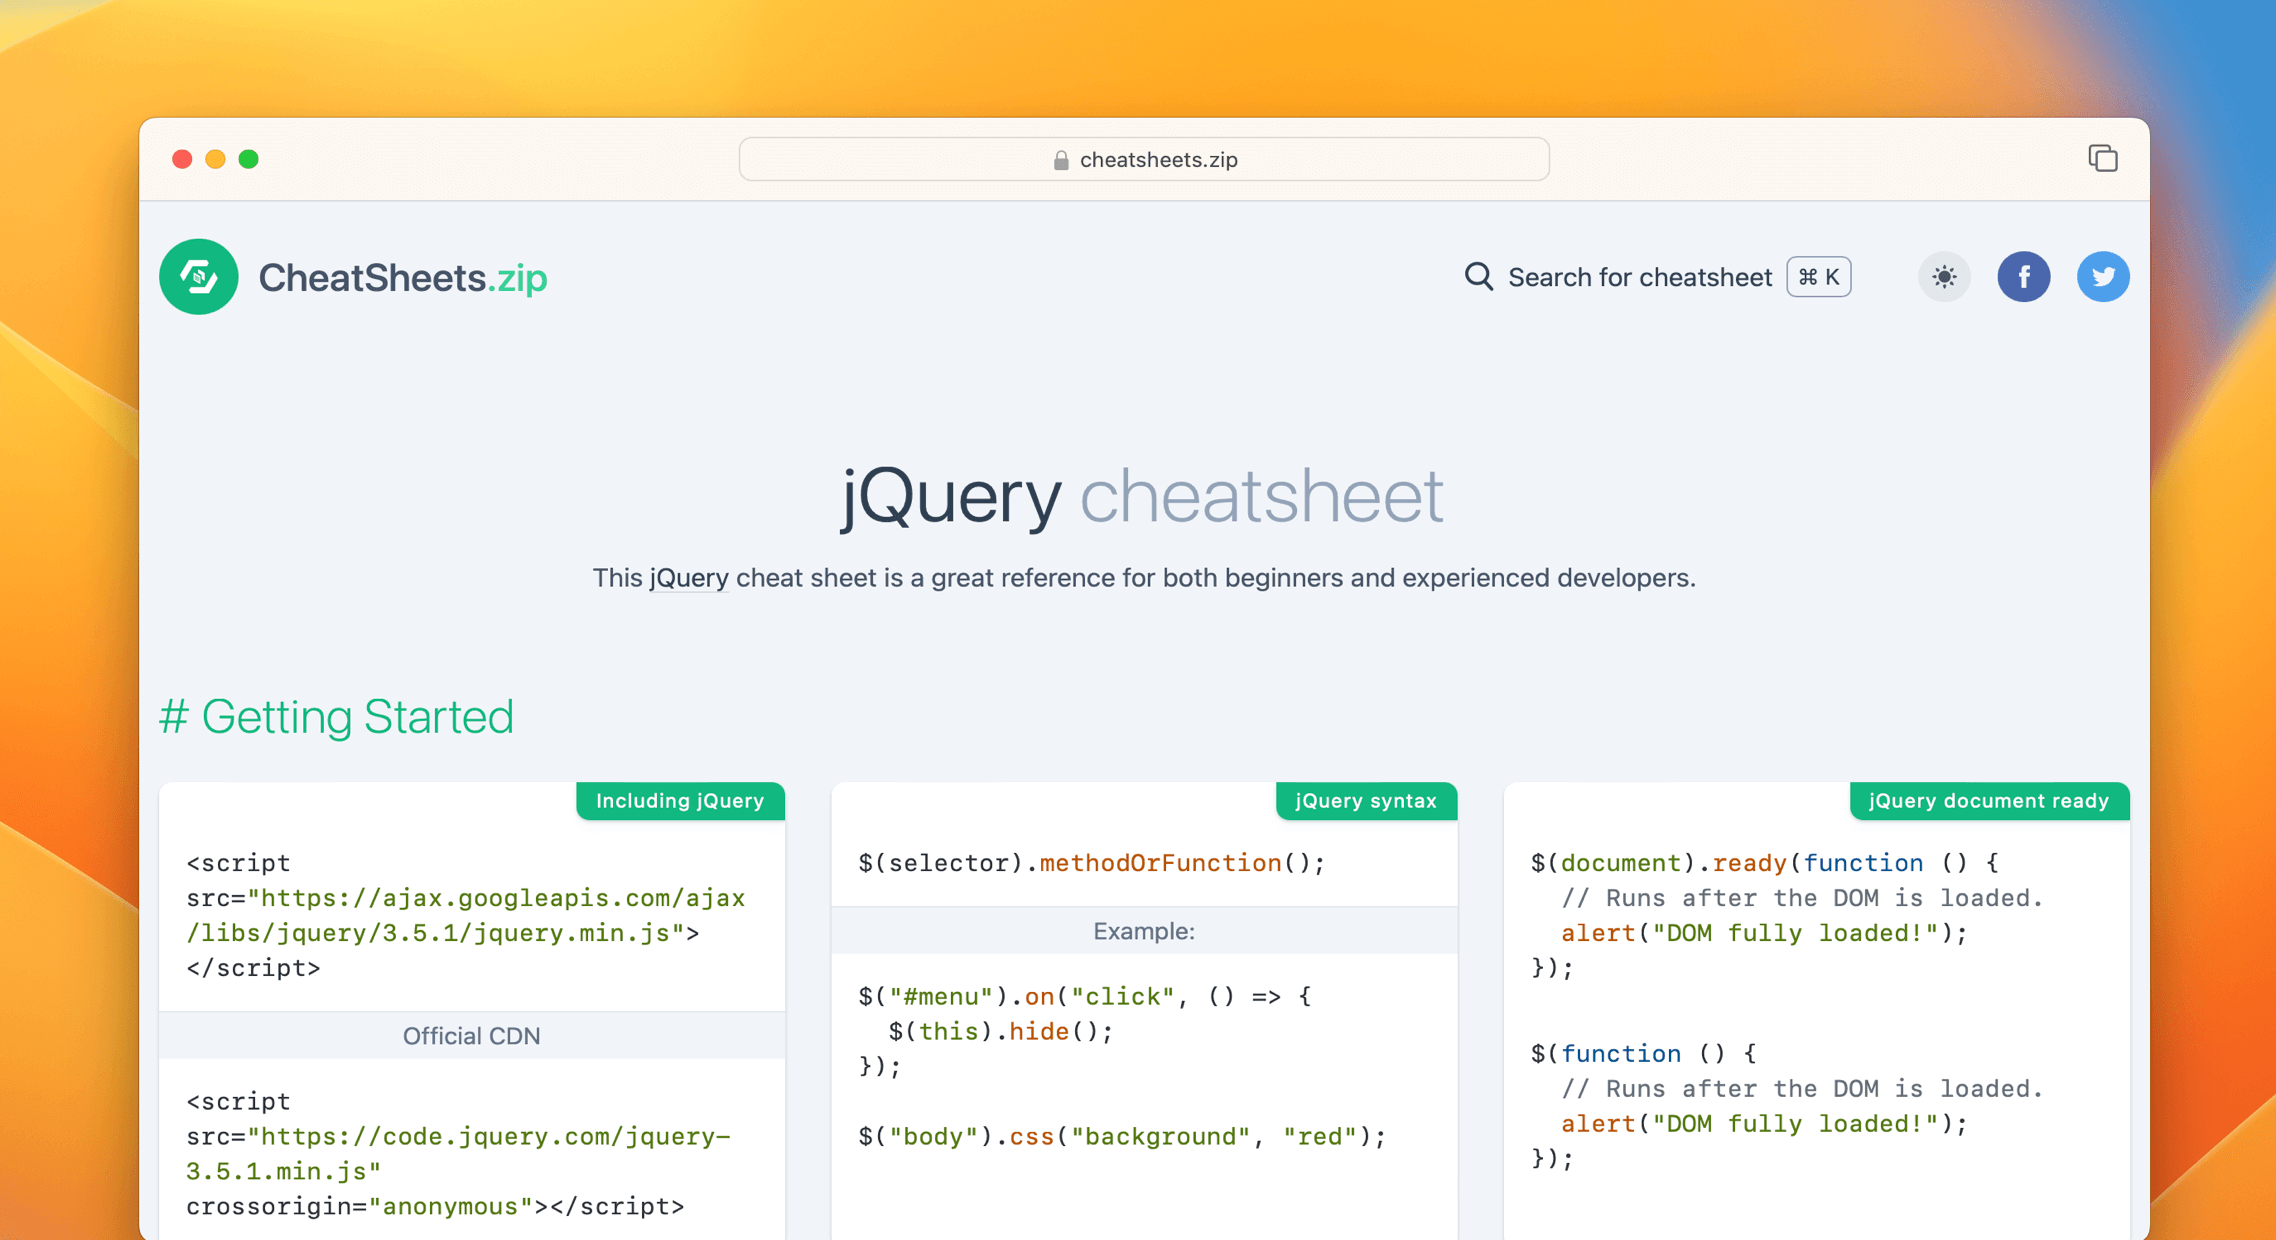 cheatsheets.zip
CheatSheets.zip
Search for cheatsheet ⌘ K
jQuery cheatsheet
This jQuery cheat sheet is a great reference for both beginners and experienced developers.
# Getting Started
Including jQuery
<script
src="https://ajax.googleapis.com/ajax
/libs/jquery/3.5.1/jquery.min.js">
</script>
Official CDN
<script
src="https://code.jquery.com/jquery-
3.5.1.min.js"
crossorigin="anonymous"></script>
jQuery syntax
$(selector).methodOrFunction();
Example:
$("#menu").on("click", () => {
  $(this).hide();
});
$("body").css("background", "red");
jQuery document ready
$(document).ready(function () {
  // Runs after the DOM is loaded.
  alert("DOM fully loaded!");
});
$(function () {
  // Runs after the DOM is loaded.
  alert("DOM fully loaded!");
});